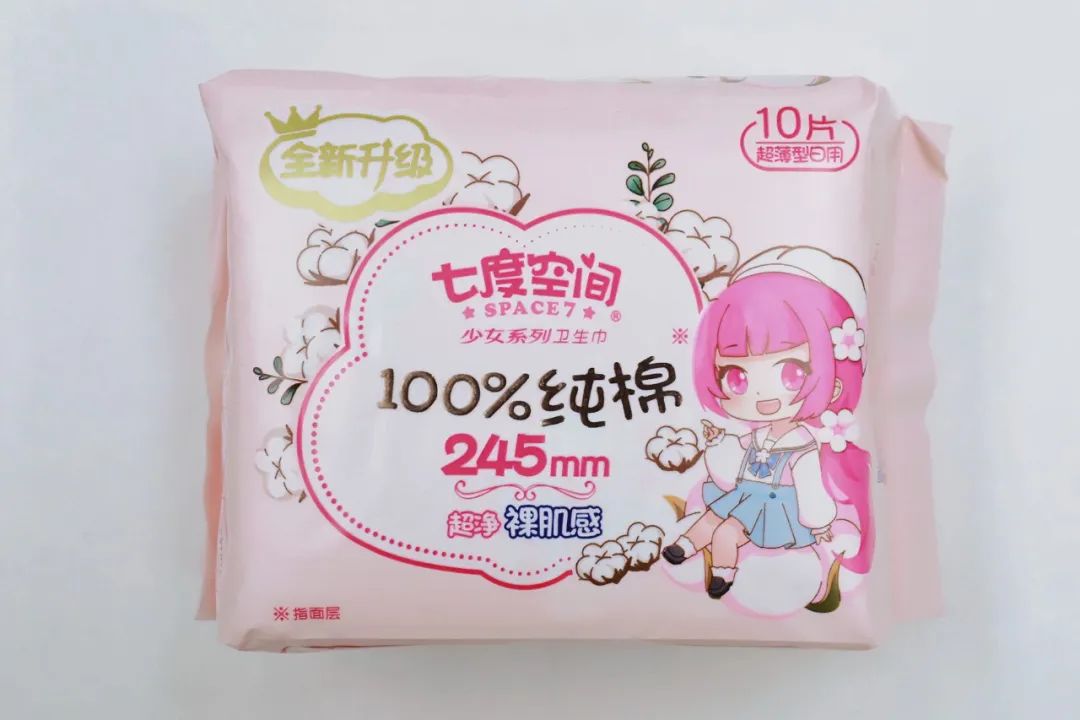 全新升级
10片
超薄型日用
七度空间
SPACE7
®
少女系列卫生巾
※
100%纯棉
245mm
超净 裸肌感
※指面层